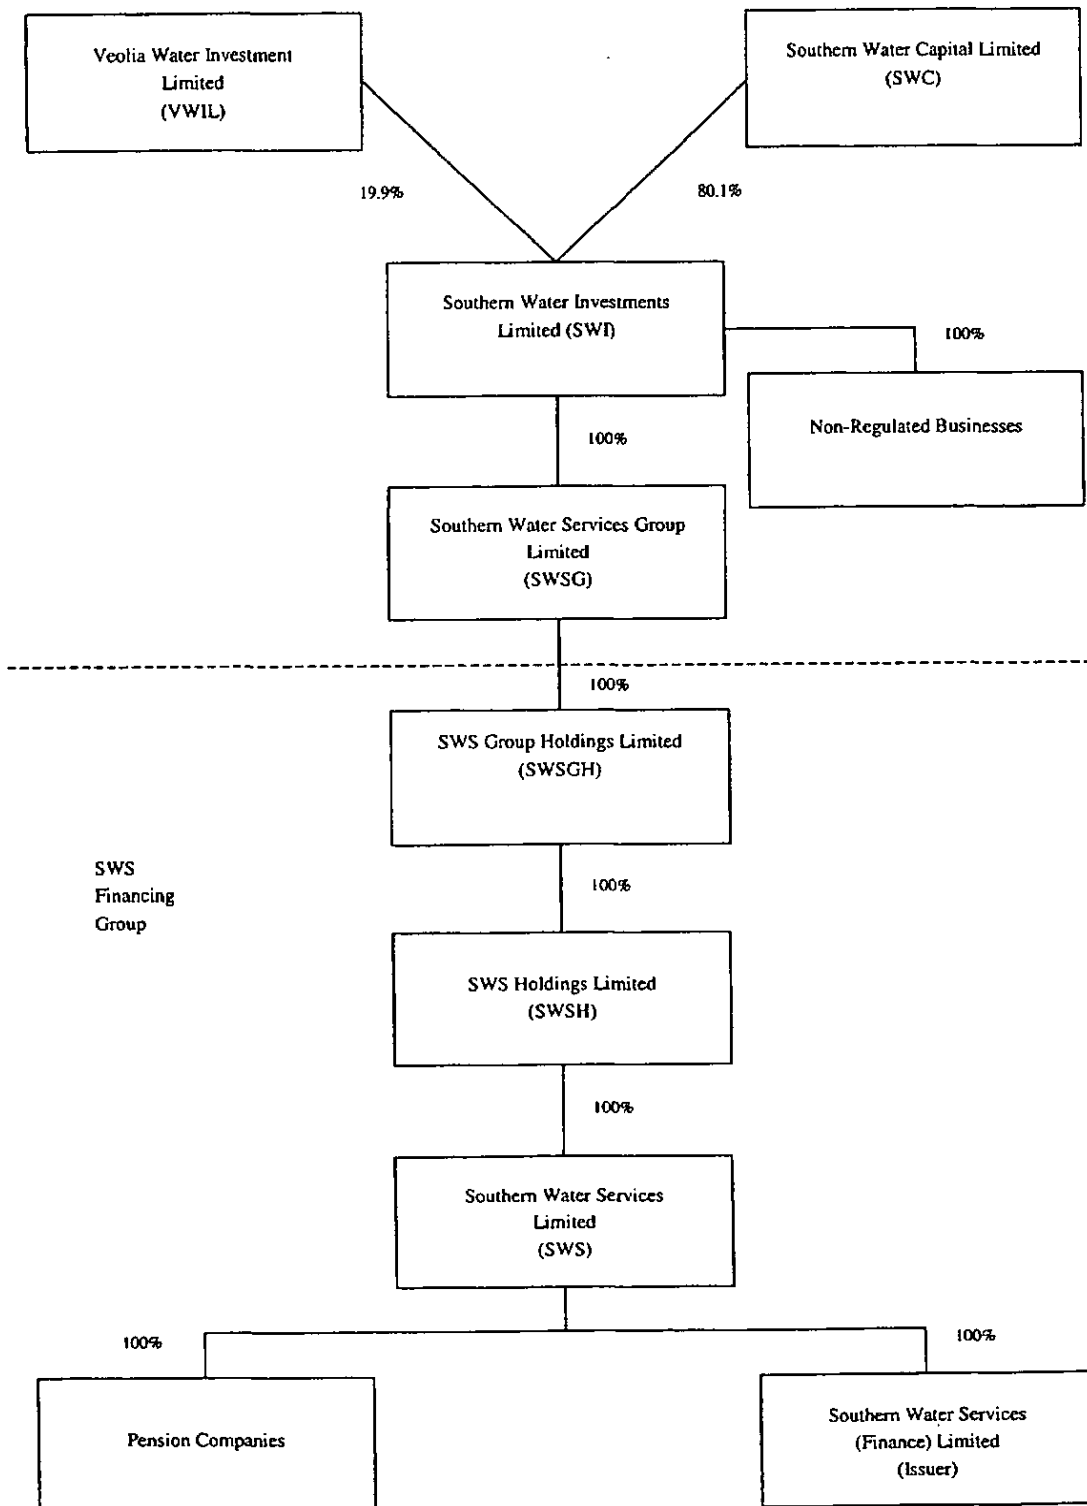 Veolia Water Investment
Limited
(VWIL)
Southern Water Capital Limited
(SWC)
19.9%
80.1%
Southern Water Investments
Limited (SWI)
100%
Non-Regulated Businesses
100%
Southern Water Services Group
Limited
(SWSG)
100%
SWS Group Holdings Limited
(SWSGH)
SWS
Financing
Group
100%
SWS Holdings Limited
(SWSH)
100%
Southern Water Services
Limited
(SWS)
100%
100%
Pension Companies
Southern Water Services
(Finance) Limited
(Issuer)